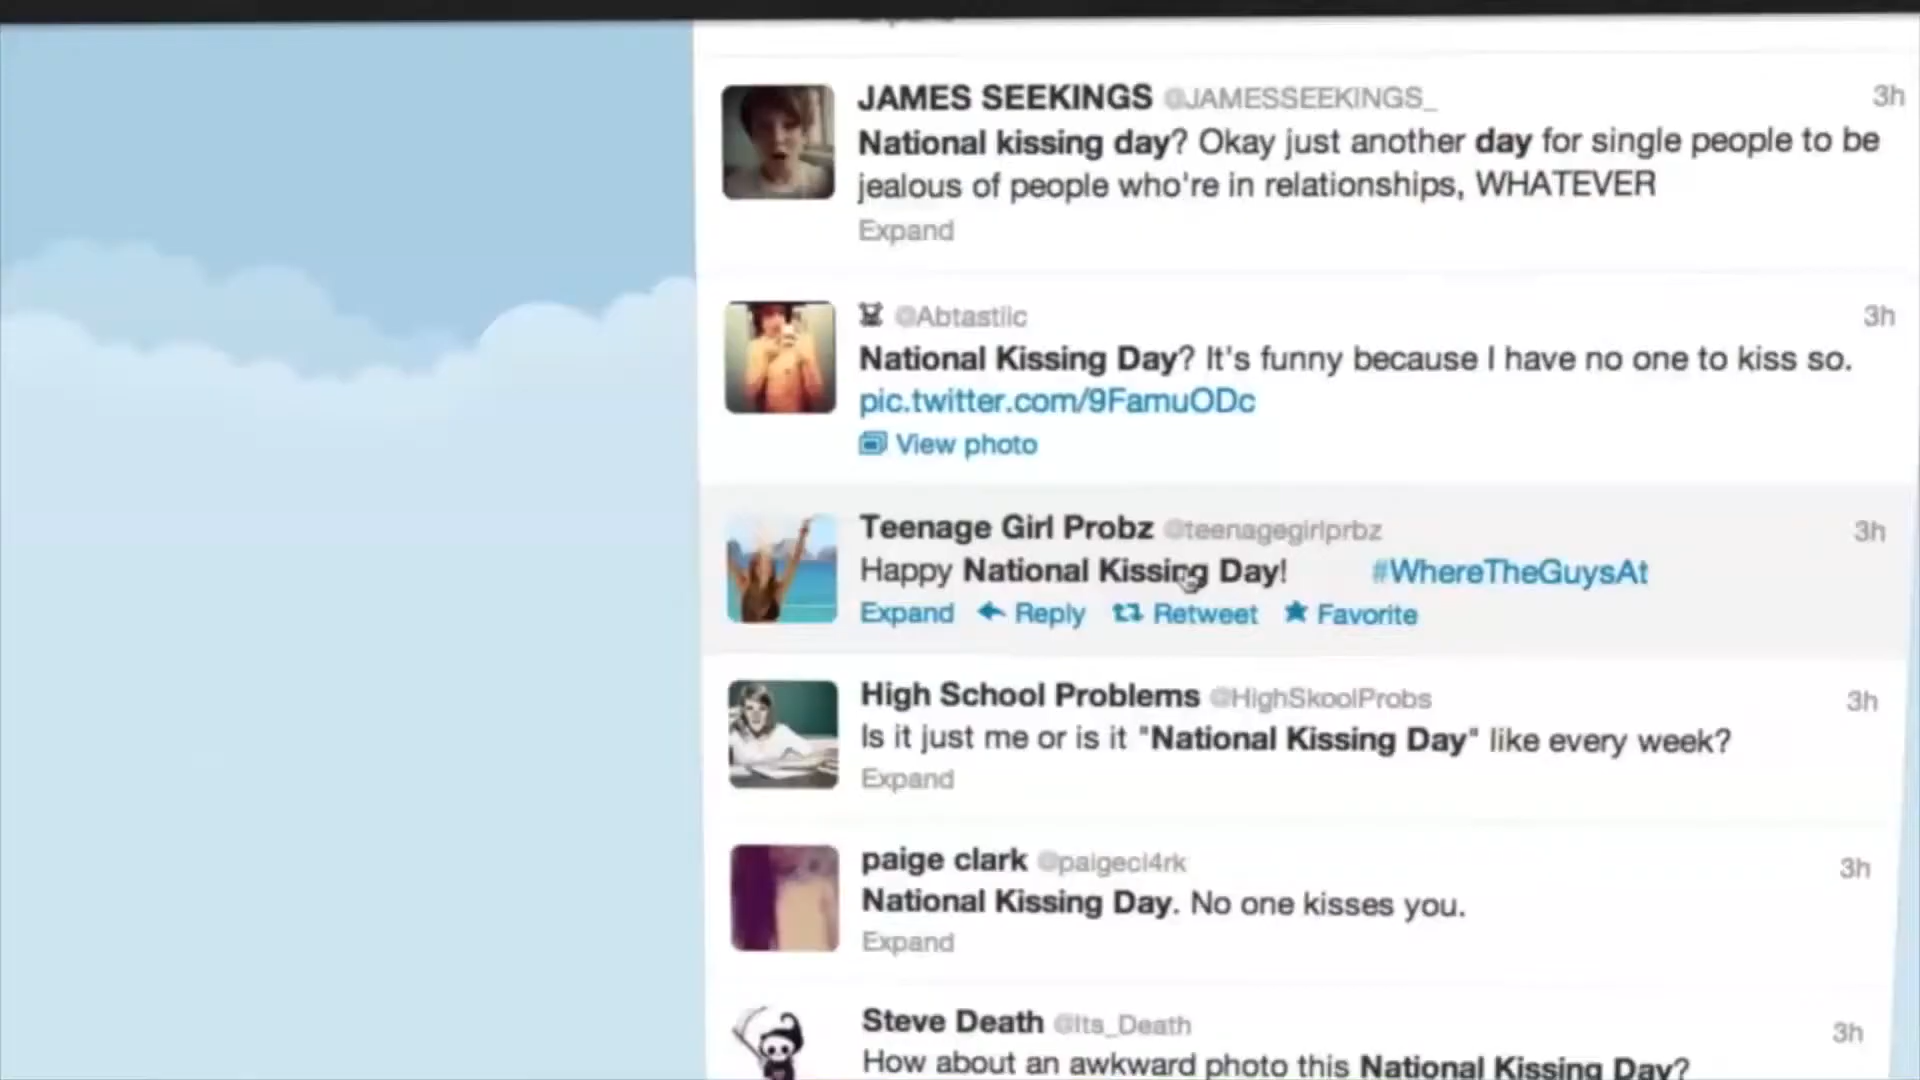 JAMES SEEKINGS @JAMESSEEKINGS_ 3h
National kissing day? Okay just another day for single people to be
jealous of people who're in relationships, WHATEVER
Expand
@Abtastiic 3h
National Kissing Day? It's funny because I have no one to kiss so.
pic.twitter.com/9FamuODc
View photo
Teenage Girl Probz @teenagegirlprbz 3h
Happy National Kissing Day! #WhereTheGuysAt
Expand Reply Retweet Favorite
High School Problems @HighSkoolProbs 3h
Is it just me or is it "National Kissing Day" like every week?
Expand
paige clark @paigecl4rk 3h
National Kissing Day. No one kisses you.
Expand
Steve Death @Its_Death 3h
How about an awkward photo this National Kissing Day?